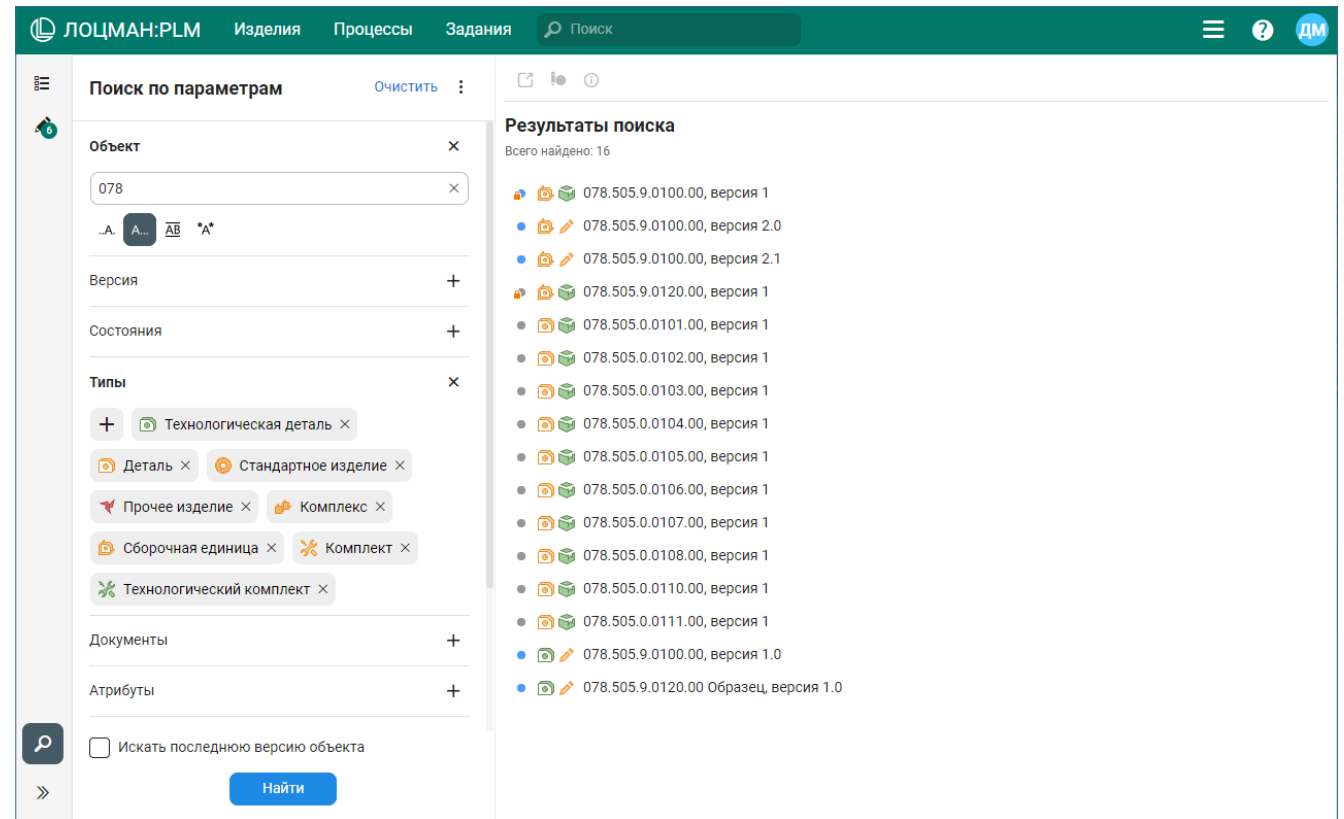 ЛОЦМАН:PLM Изделия Процессы Задания Поиск ? ДМ
6
Поиск по параметрам Очистить
Объект
078
..A. A... AB *A*
Версия
Состояния
Типы
Технологическая деталь
Деталь Стандартное изделие
Прочее изделие Комплекс
Сборочная единица Комплект
Технологический комплект
Документы
Атрибуты
Искать последнюю версию объекта
Найти
Результаты поиска
Всего найдено: 16
078.505.9.0100.00, версия 1
078.505.9.0100.00, версия 2.0
078.505.9.0100.00, версия 2.1
078.505.9.0120.00, версия 1
078.505.0.0101.00, версия 1
078.505.0.0102.00, версия 1
078.505.0.0103.00, версия 1
078.505.0.0104.00, версия 1
078.505.0.0105.00, версия 1
078.505.0.0106.00, версия 1
078.505.0.0107.00, версия 1
078.505.0.0108.00, версия 1
078.505.0.0110.00, версия 1
078.505.0.0111.00, версия 1
078.505.9.0100.00, версия 1.0
078.505.9.0120.00 Образец, версия 1.0